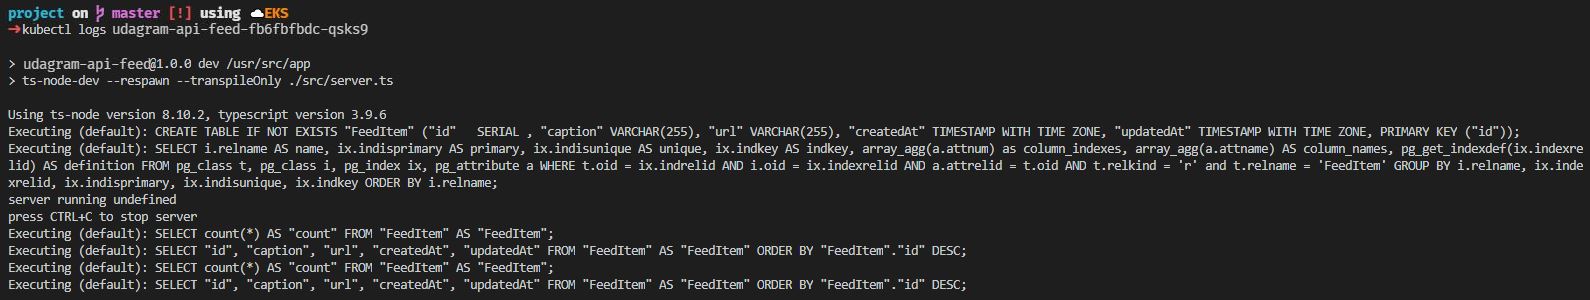 project on master [!] using EKS
➜kubectl logs udagram-api-feed-fb6fbfbdc-qsks9
> udagram-api-feed@1.0.0 dev /usr/src/app
> ts-node-dev --respawn --transpileOnly ./src/server.ts
Using ts-node version 8.10.2, typescript version 3.9.6
Executing (default): CREATE TABLE IF NOT EXISTS "FeedItem" ("id"   SERIAL , "caption" VARCHAR(255), "url" VARCHAR(255), "createdAt" TIMESTAMP WITH TIME ZONE, "updatedAt" TIMESTAMP WITH TIME ZONE, PRIMARY KEY ("id"));
Executing (default): SELECT i.relname AS name, ix.indisprimary AS primary, ix.indisunique AS unique, ix.indkey AS indkey, array_agg(a.attnum) as column_indexes, array_agg(a.attname) AS column_names, pg_get_indexdef(ix.indexre
lid) AS definition FROM pg_class t, pg_class i, pg_index ix, pg_attribute a WHERE t.oid = ix.indrelid AND i.oid = ix.indexrelid AND a.attrelid = t.oid AND t.relkind = 'r' and t.relname = 'FeedItem' GROUP BY i.relname, ix.inde
xrelid, ix.indisprimary, ix.indisunique, ix.indkey ORDER BY i.relname;
server running undefined
press CTRL+C to stop server
Executing (default): SELECT count(*) AS "count" FROM "FeedItem" AS "FeedItem";
Executing (default): SELECT "id", "caption", "url", "createdAt", "updatedAt" FROM "FeedItem" AS "FeedItem" ORDER BY "FeedItem"."id" DESC;
Executing (default): SELECT count(*) AS "count" FROM "FeedItem" AS "FeedItem";
Executing (default): SELECT "id", "caption", "url", "createdAt", "updatedAt" FROM "FeedItem" AS "FeedItem" ORDER BY "FeedItem"."id" DESC;